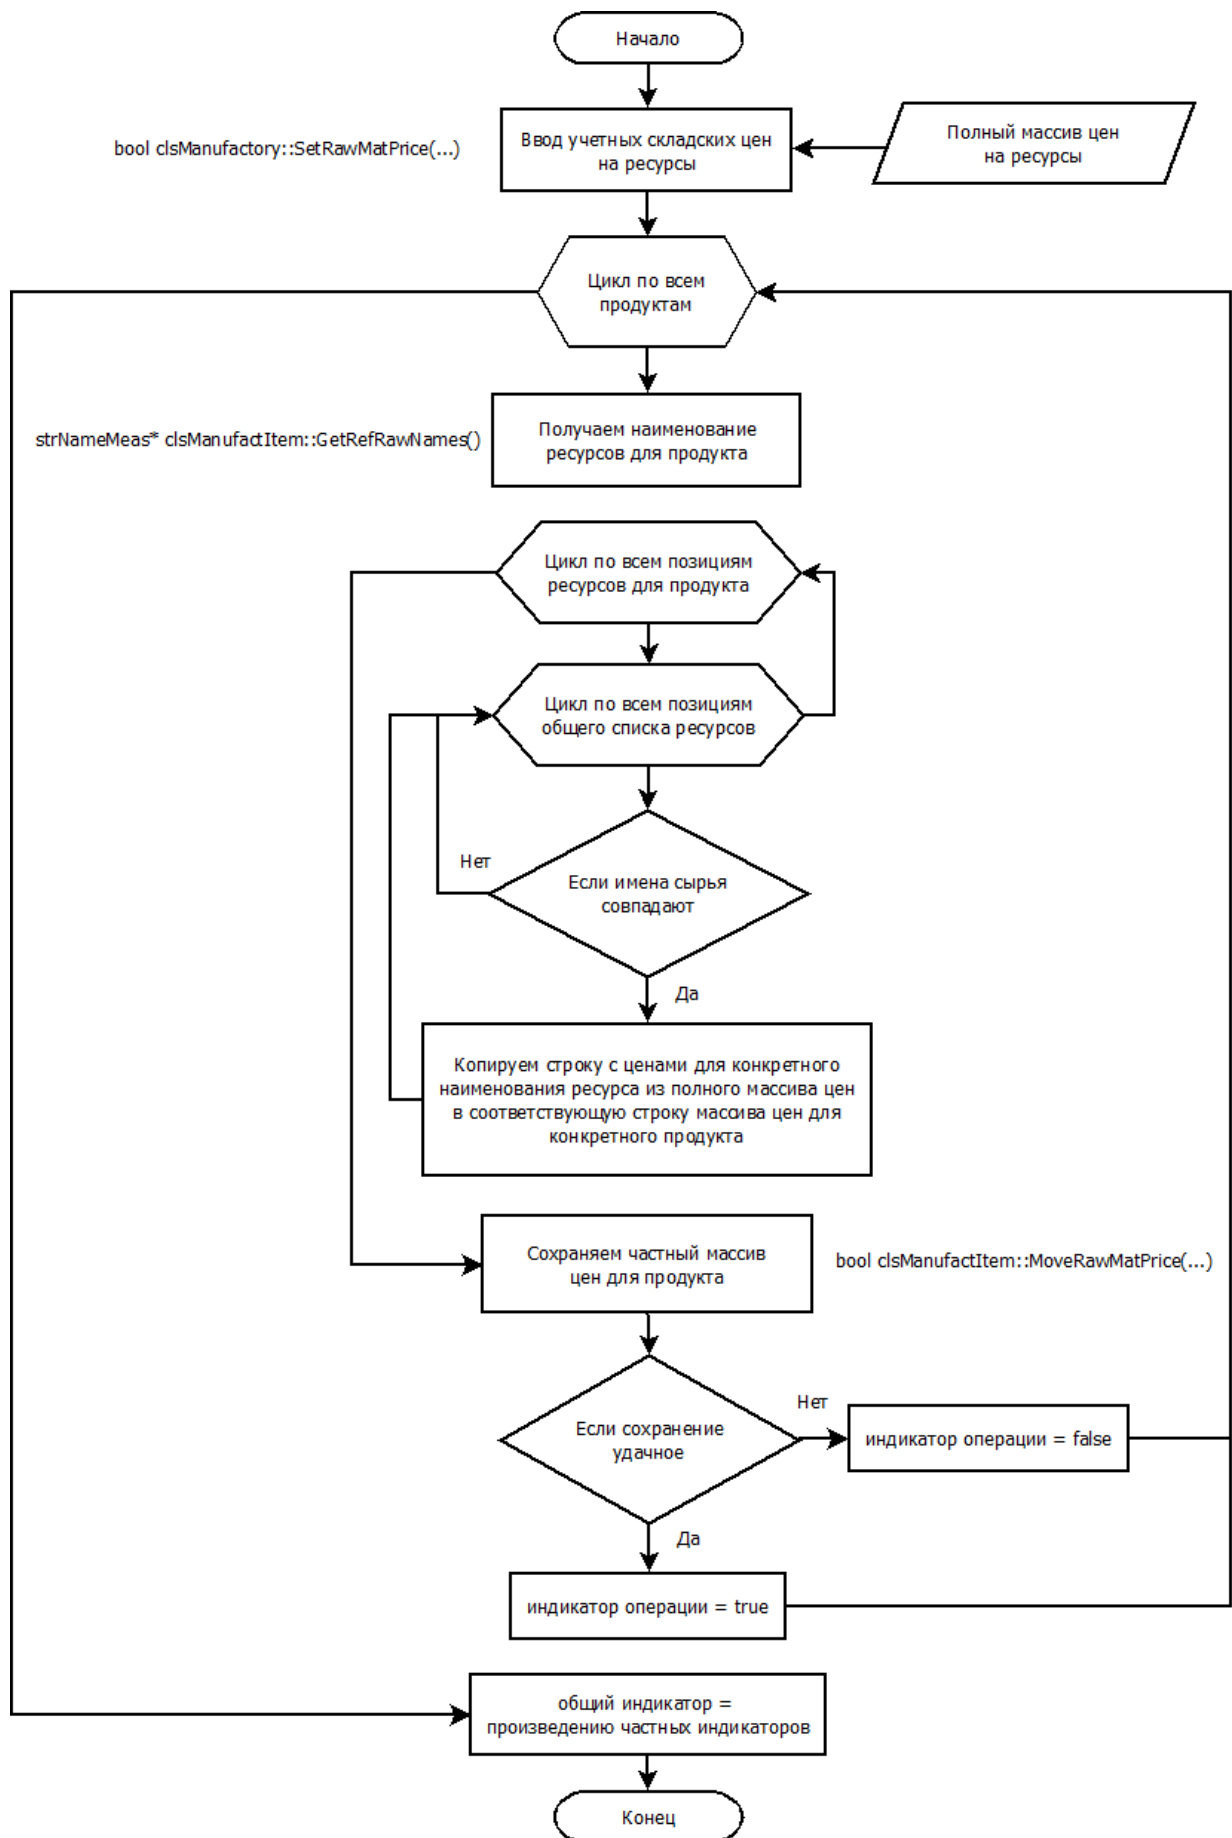 Начало
bool clsManufactory::SetRawMatPrice(...)
Ввод учетных складских цен
на ресурсы
Полный массив цен
на ресурсы
Цикл по всем
продуктам
strNameMeas* clsManufactItem::GetRefRawNames()
Получаем наименование
ресурсов для продукта
Цикл по всем позициям
ресурсов для продукта
Цикл по всем позициям
общего списка ресурсов
Нет
Если имена сырья
совпадают
Да
Копируем строку с ценами для конкретного
наименования ресурса из полного массива цен
в соответствующую строку массива цен для
конкретного продукта
Сохраняем частный массив
цен для продукта
bool clsManufactItem::MoveRawMatPrice(...)
Если сохранение
удачное
Нет
индикатор операции = false
Да
индикатор операции = true
общий индикатор =
произведению частных индикаторов
Конец